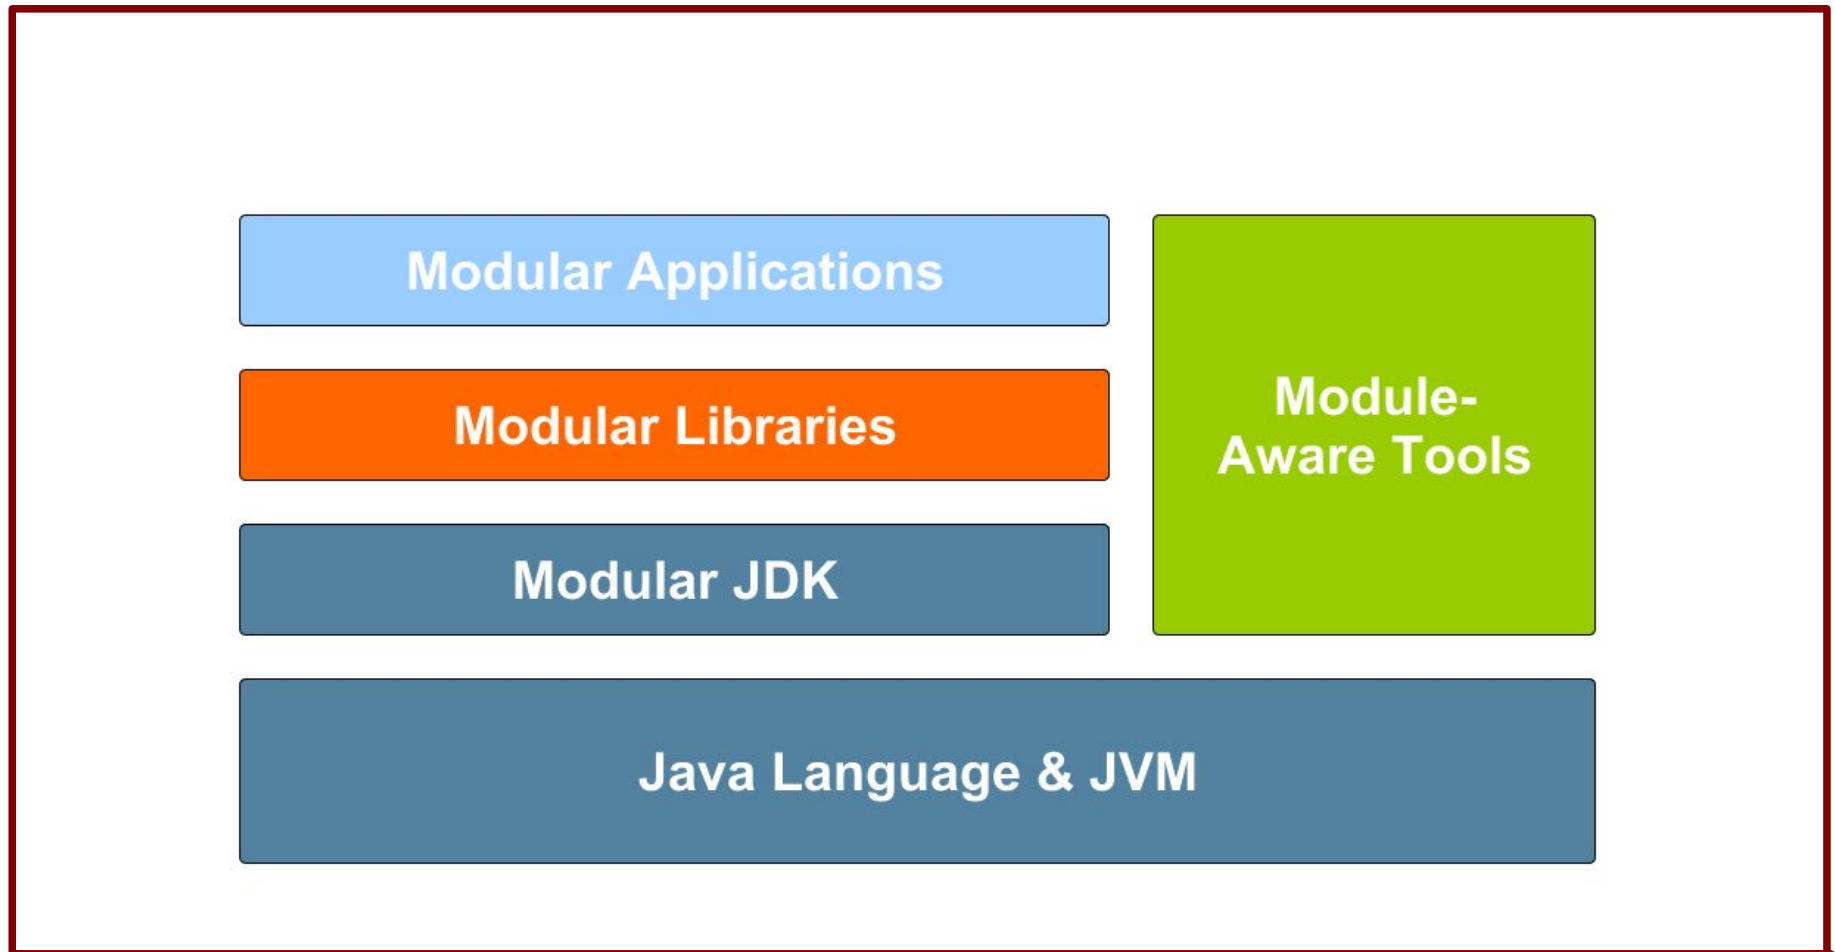 Modular Applications
Modular Libraries
Modular JDK
Module-
Aware Tools
Java Language & JVM